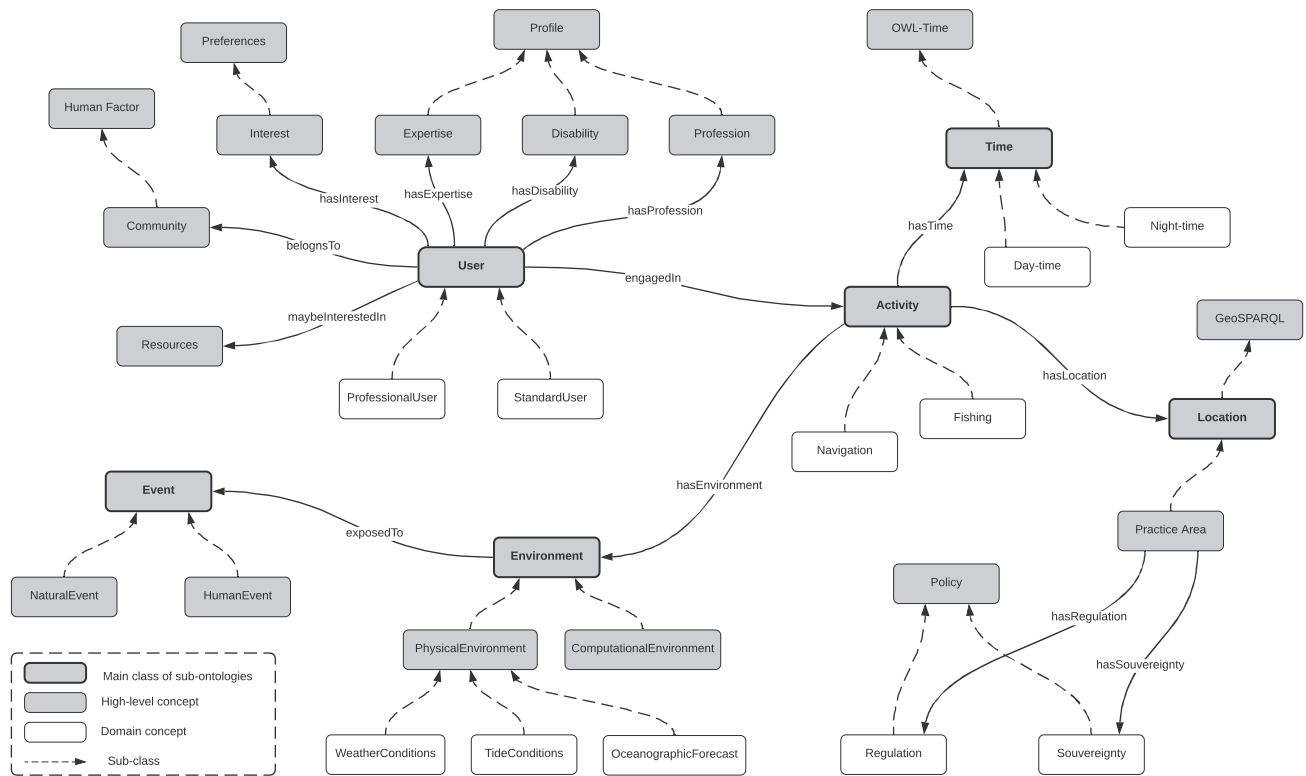 Profile
OWL-Time
Preferences
Human Factor
Interest
Expertise
Disability
Profession
Time
hasInterest
hasExpertise
hasDisability
hasProfession
Community
belognsTo
hasTime
Night-time
User
Day-time
engagedIn
Activity
maybeInterestedIn
GeoSPARQL
Resources
hasLocation
ProfessionalUser
StandardUser
Fishing
Location
Navigation
hasEnvironment
Event
exposedTo
Practice Area
Environment
Policy
NaturalEvent
HumanEvent
hasRegulation
PhysicalEnvironment
ComputationalEnvironment
hasSouvereignty
Main class of sub-ontologies
High-level concept
Domain concept
Sub-class
WeatherConditions
TideConditions
OceanographicForecast
Regulation
Souvereignty